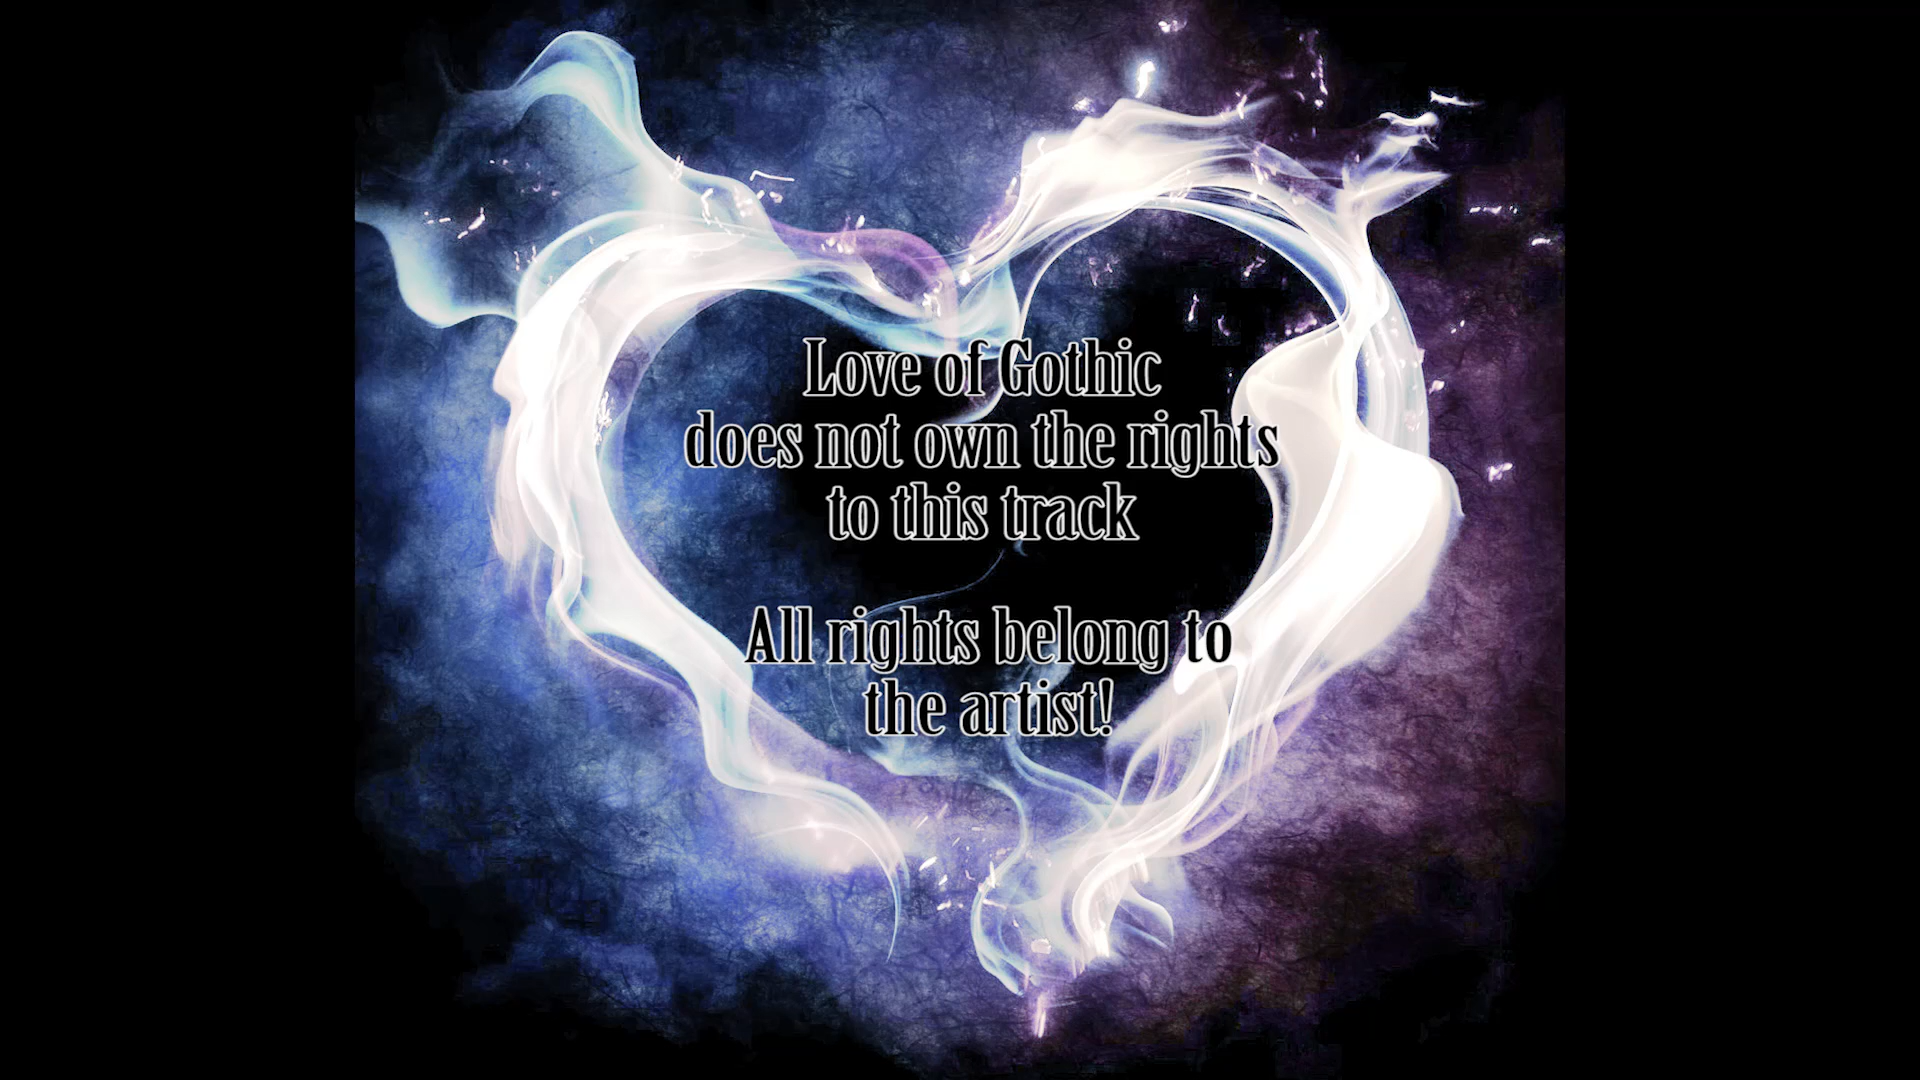 Love of Gothic
does not own the rights
to this track
All rights belong to
the artist!